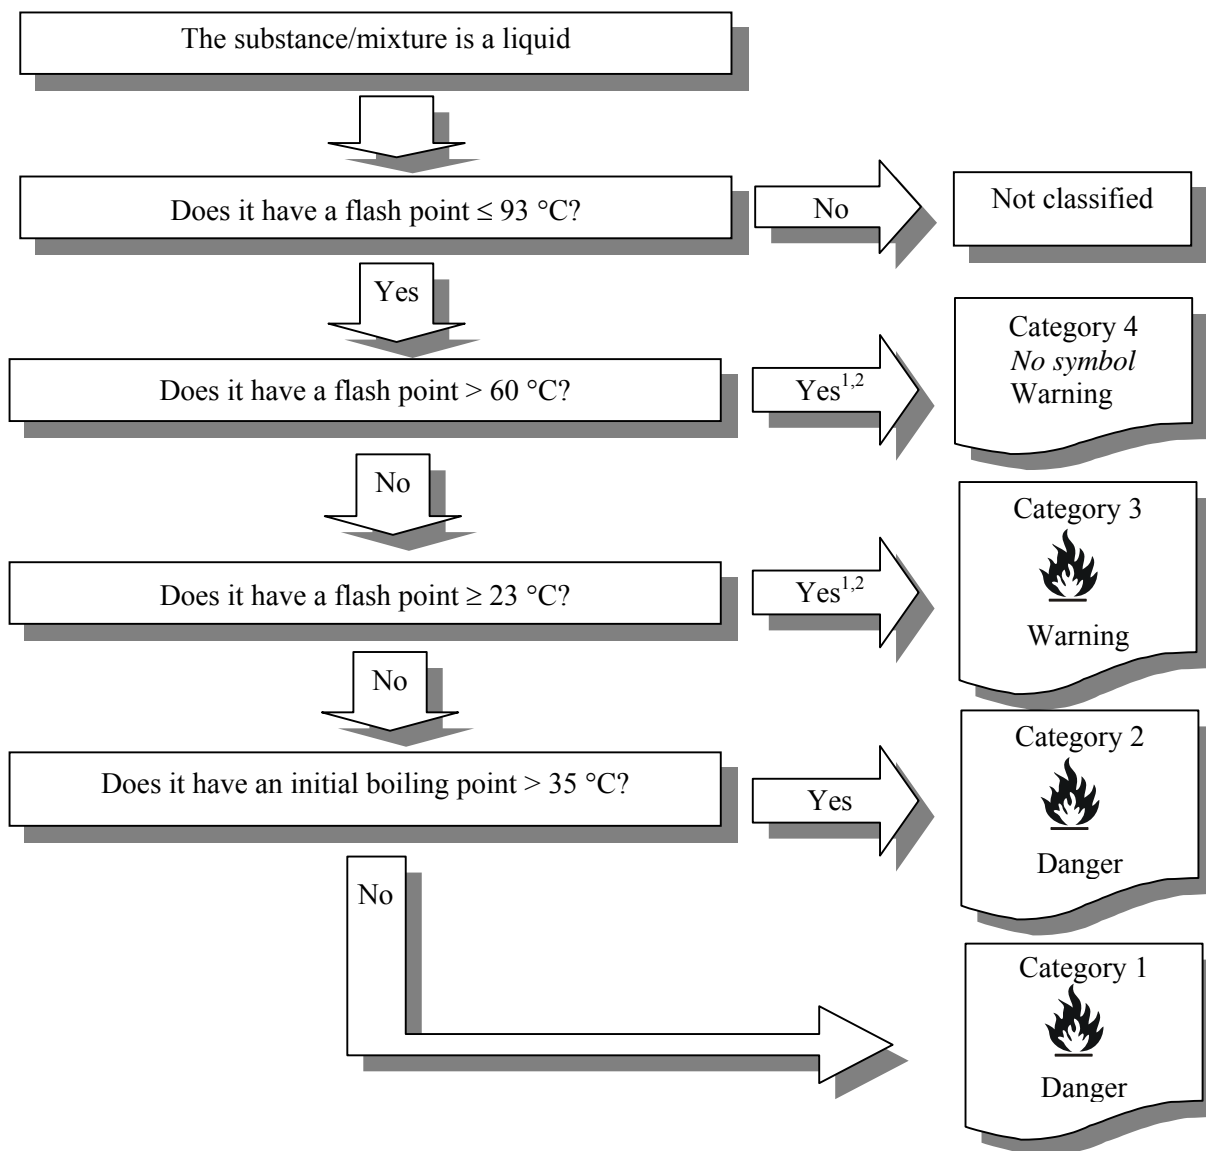 The substance/mixture is a liquid
Does it have a flash point ≤ 93 °C?
No
Not classified
Yes
Does it have a flash point > 60 °C?
Yes1,2
Category 4
No symbol
Warning
No
Does it have a flash point ≥ 23 °C?
Yes1,2
Category 3
Warning
No
Does it have an initial boiling point > 35 °C?
Yes
Category 2
Danger
No
Category 1
Danger